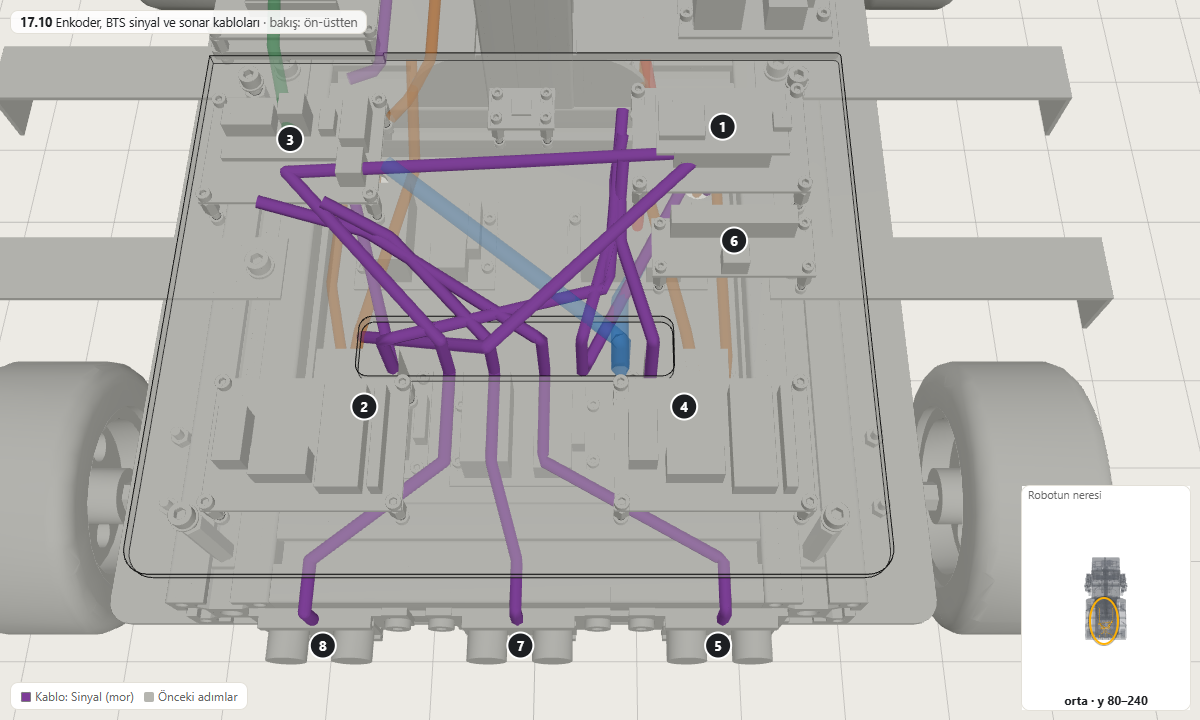 17.10 Enkoder, BTS sinyal ve sonar kabloları · bakış: ön-üstten
1
3
6
2
4
8
7
5
Robotun neresi
orta · y 80–240
Kablo: Sinyal (mor)
Önceki adımlar